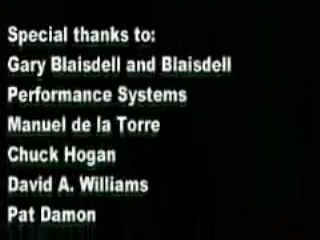 Special thanks to:
Gary Blaisdell and Blaisdell
Performance Systems
Manuel de la Torre
Chuck Hogan
David A. Williams
Pat Damon